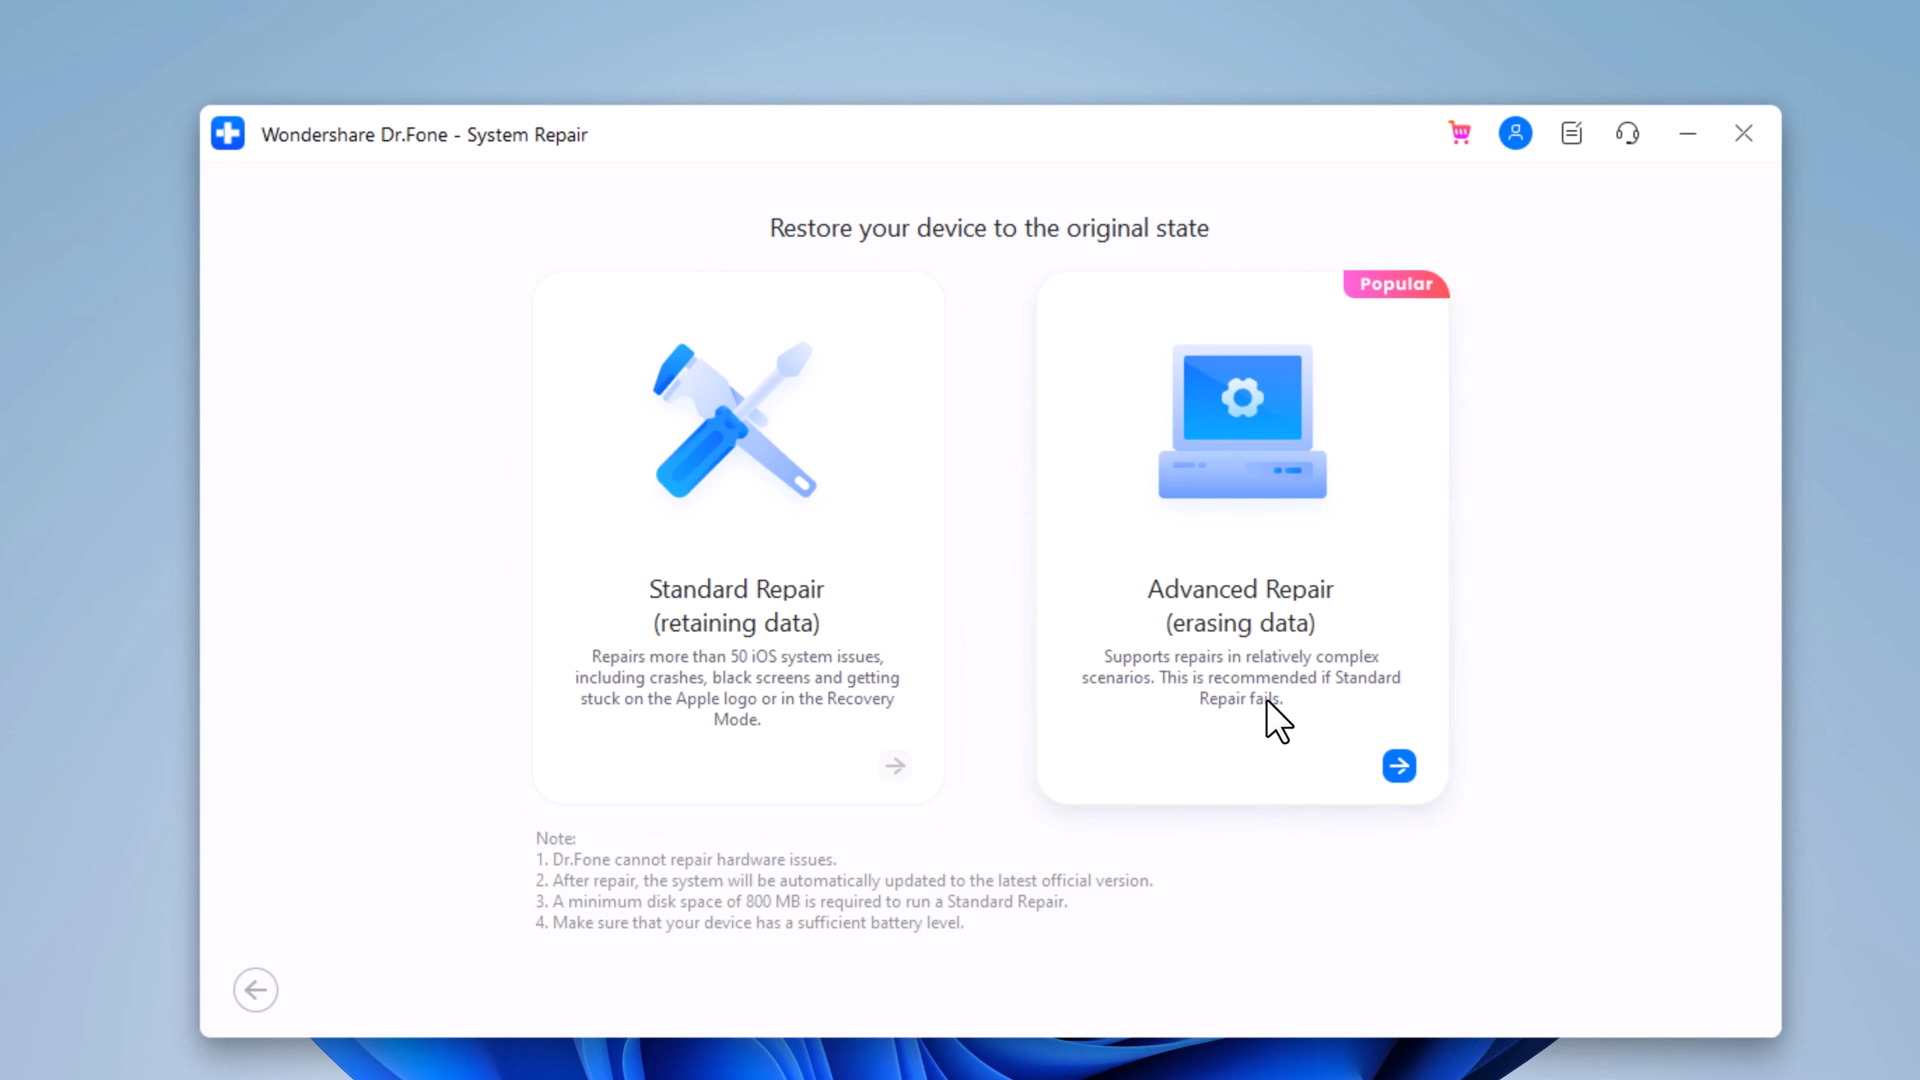 Wondershare Dr.Fone - System Repair
Restore your device to the original state
Popular
Standard Repair
(retaining data)
Repairs more than 50 iOS system issues,
including crashes, black screens and getting
stuck on the Apple logo or in the Recovery
Mode.
Advanced Repair
(erasing data)
Supports repairs in relatively complex
scenarios. This is recommended if Standard
Repair fails.
Note:
1. Dr.Fone cannot repair hardware issues.
2. After repair, the system will be automatically updated to the latest official version.
3. A minimum disk space of 800 MB is required to run a Standard Repair.
4. Make sure that your device has a sufficient battery level.